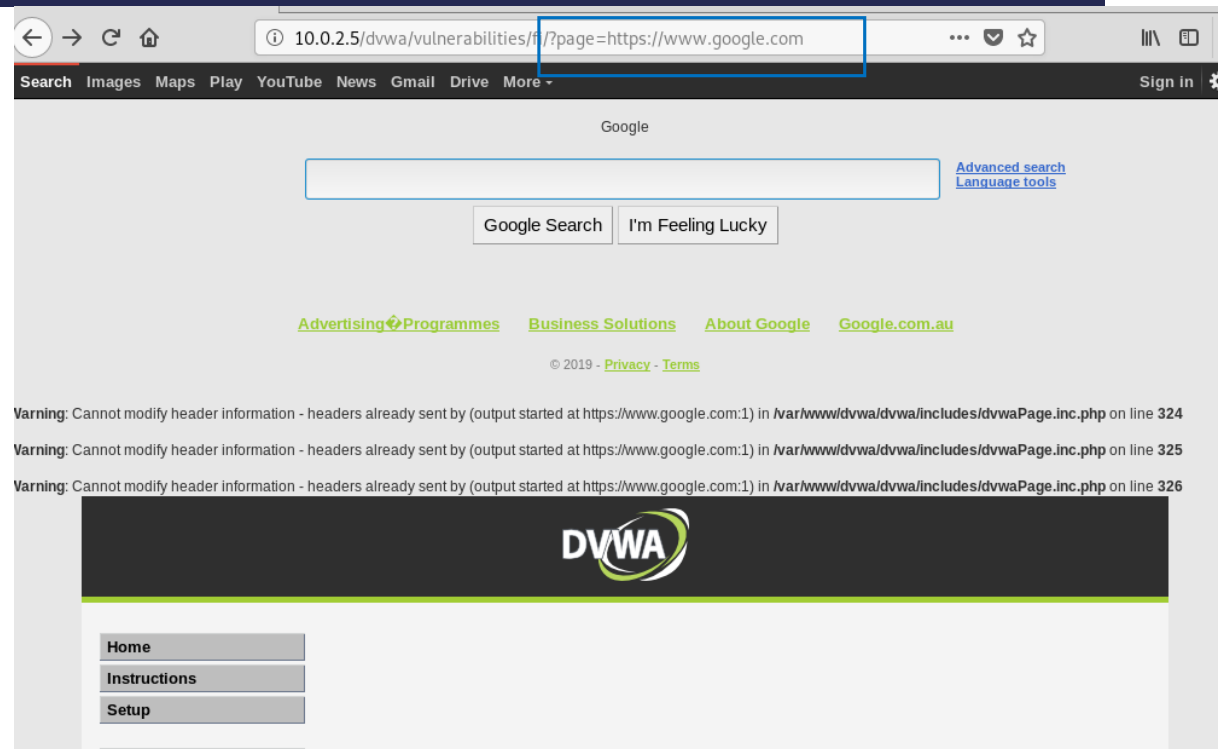 10.0.2.5/dvwa/vulnerabilities/fi/?page=https://www.google.com
Search Images Maps Play YouTube News Gmail Drive More Sign in
Google
Advanced search
Language tools
Google Search I'm Feeling Lucky
Advertising�Programmes Business Solutions About Google Google.com.au
© 2019 - Privacy - Terms
Warning: Cannot modify header information - headers already sent by (output started at https://www.google.com:1) in /var/www/dvwa/dvwa/includes/dvwaPage.inc.php on line 324
Warning: Cannot modify header information - headers already sent by (output started at https://www.google.com:1) in /var/www/dvwa/dvwa/includes/dvwaPage.inc.php on line 325
Warning: Cannot modify header information - headers already sent by (output started at https://www.google.com:1) in /var/www/dvwa/dvwa/includes/dvwaPage.inc.php on line 326
DVWA
Home
Instructions
Setup